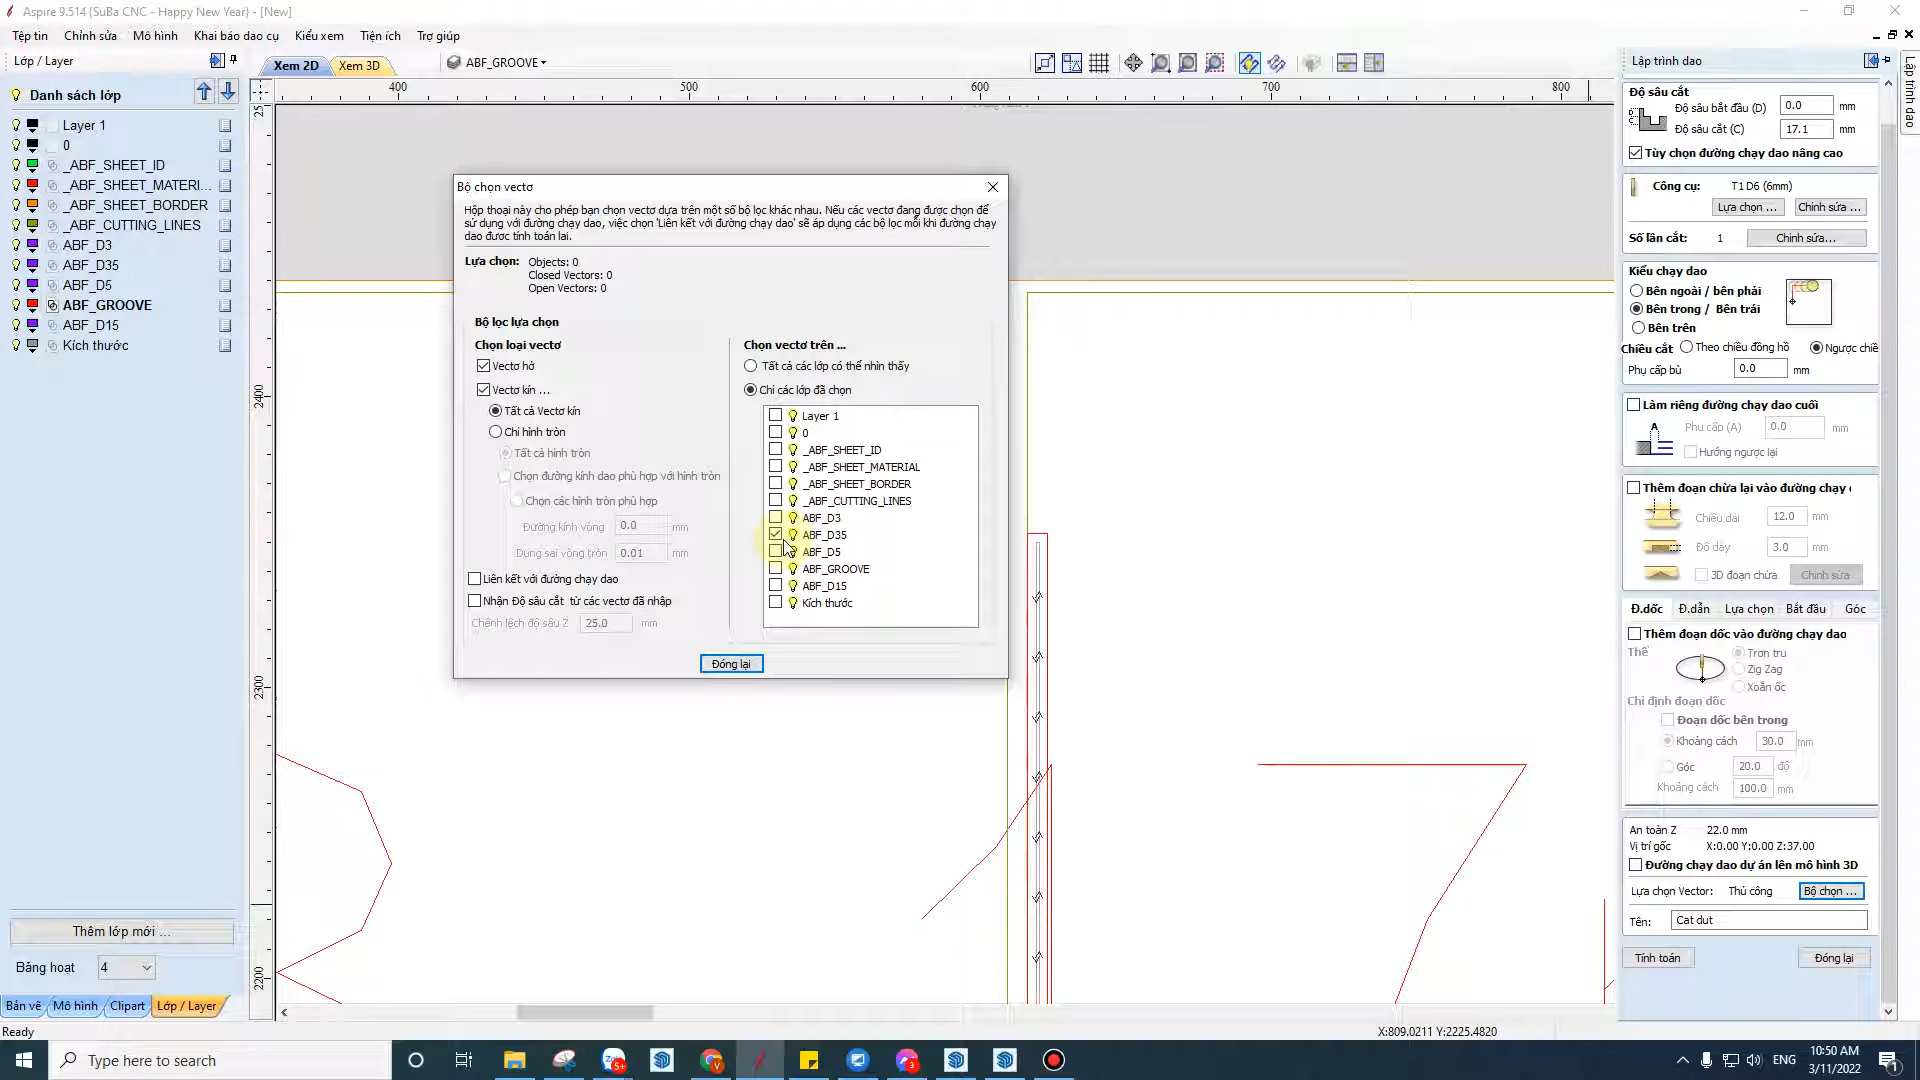 Aspire 9.514 {SuBa CNC - Happy New Year} - [New]
Tệp tin Chỉnh sửa Mô hình Khai báo dao cụ Kiểu xem Tiện ích Trợ giúp
Lớp / Layer
Danh sách lớp
Layer 1
0
_ABF_SHEET_ID
_ABF_SHEET_MATERI...
_ABF_SHEET_BORDER
_ABF_CUTTING_LINES
ABF_D3
ABF_D35
ABF_D5
ABF_GROOVE
ABF_D15
Kích thước
Thêm lớp mới ...
Bảng hoạt 4
Bản vẽ Mô hình Clipart Lớp / Layer
Ready
Xem 2D Xem 3D ABF_GROOVE
400 500 600 700 800
2400
2300
2200
Bộ chọn vectơ
Hộp thoại này cho phép bạn chọn vectơ dựa trên một số bộ lọc khác nhau. Nếu các vectơ đang được chọn để
sử dụng với đường chạy dao, việc chọn 'Liên kết với đường chạy dao' sẽ áp dụng các bộ lọc mỗi khi đường chạy
dao được tính toán lại.
Lựa chọn: Objects: 0
Closed Vectors: 0
Open Vectors: 0
Bộ lọc lựa chọn
Chọn loại vectơ
Vectơ hở
Vectơ kín ...
Tất cả Vectơ kín
Chỉ hình tròn
Tất cả hình tròn
Chọn đường kính dao phù hợp với hình tròn
Chọn các hình tròn phù hợp
Đường kính vòng 0.0 mm
Dung sai vòng tròn 0.01 mm
Liên kết với đường chạy dao
Nhận Độ sâu cắt từ các vectơ đã nhập
Chênh lệch độ sâu Z 25.0 mm
Chọn vectơ trên ...
Tất cả các lớp có thể nhìn thấy
Chỉ các lớp đã chọn
Layer 1
0
_ABF_SHEET_ID
_ABF_SHEET_MATERIAL
_ABF_SHEET_BORDER
_ABF_CUTTING_LINES
ABF_D3
ABF_D35
ABF_D5
ABF_GROOVE
ABF_D15
Kích thước
Đóng lại
Lập trình dao
Lập trình dao
Độ sâu cắt
Độ sâu bắt đầu (D) 0.0 mm
Độ sâu cắt (C) 17.1 mm
Tùy chọn đường chạy dao nâng cao
Công cụ: T1 D6 (6mm)
Lựa chọn ... Chỉnh sửa ...
Số lần cắt: 1 Chỉnh sửa...
Kiểu chạy dao
Bên ngoài / bên phải
Bên trong / Bên trái
Bên trên
Chiều cắt Theo chiều đồng hồ Ngược chiề
Phụ cấp bù 0.0 mm
Làm riêng đường chạy dao cuối
A Phụ cấp (A) 0.0 mm
Hướng ngược lại
Thêm đoạn chừa lại vào đường chạy
Chiều dài 12.0 mm
Độ dày 3.0 mm
3D đoạn chừa Chỉnh sửa
Đ.dốc Đ.dẫn Lựa chọn Bắt đầu Góc
Thêm đoạn dốc vào đường chạy dao
Thể Trơn tru
Zig Zag
Xoắn ốc
Chỉ định đoạn dốc
Đoạn dốc bên trong
Khoảng cách 30.0 mm
Góc 20.0 độ
Khoảng cách 100.0 mm
An toàn Z 22.0 mm
Vị trí gốc X:0.00 Y:0.00 Z:37.00
Đường chạy dao dự án lên mô hình 3D
Lựa chọn Vector: Thủ công Bộ chọn ...
Tên: Cat dut
Tính toán Đóng lại
X:809.0211 Y:2225.4820
Type here to search
5+
3
ENG
10:50 AM
3/11/2022
1